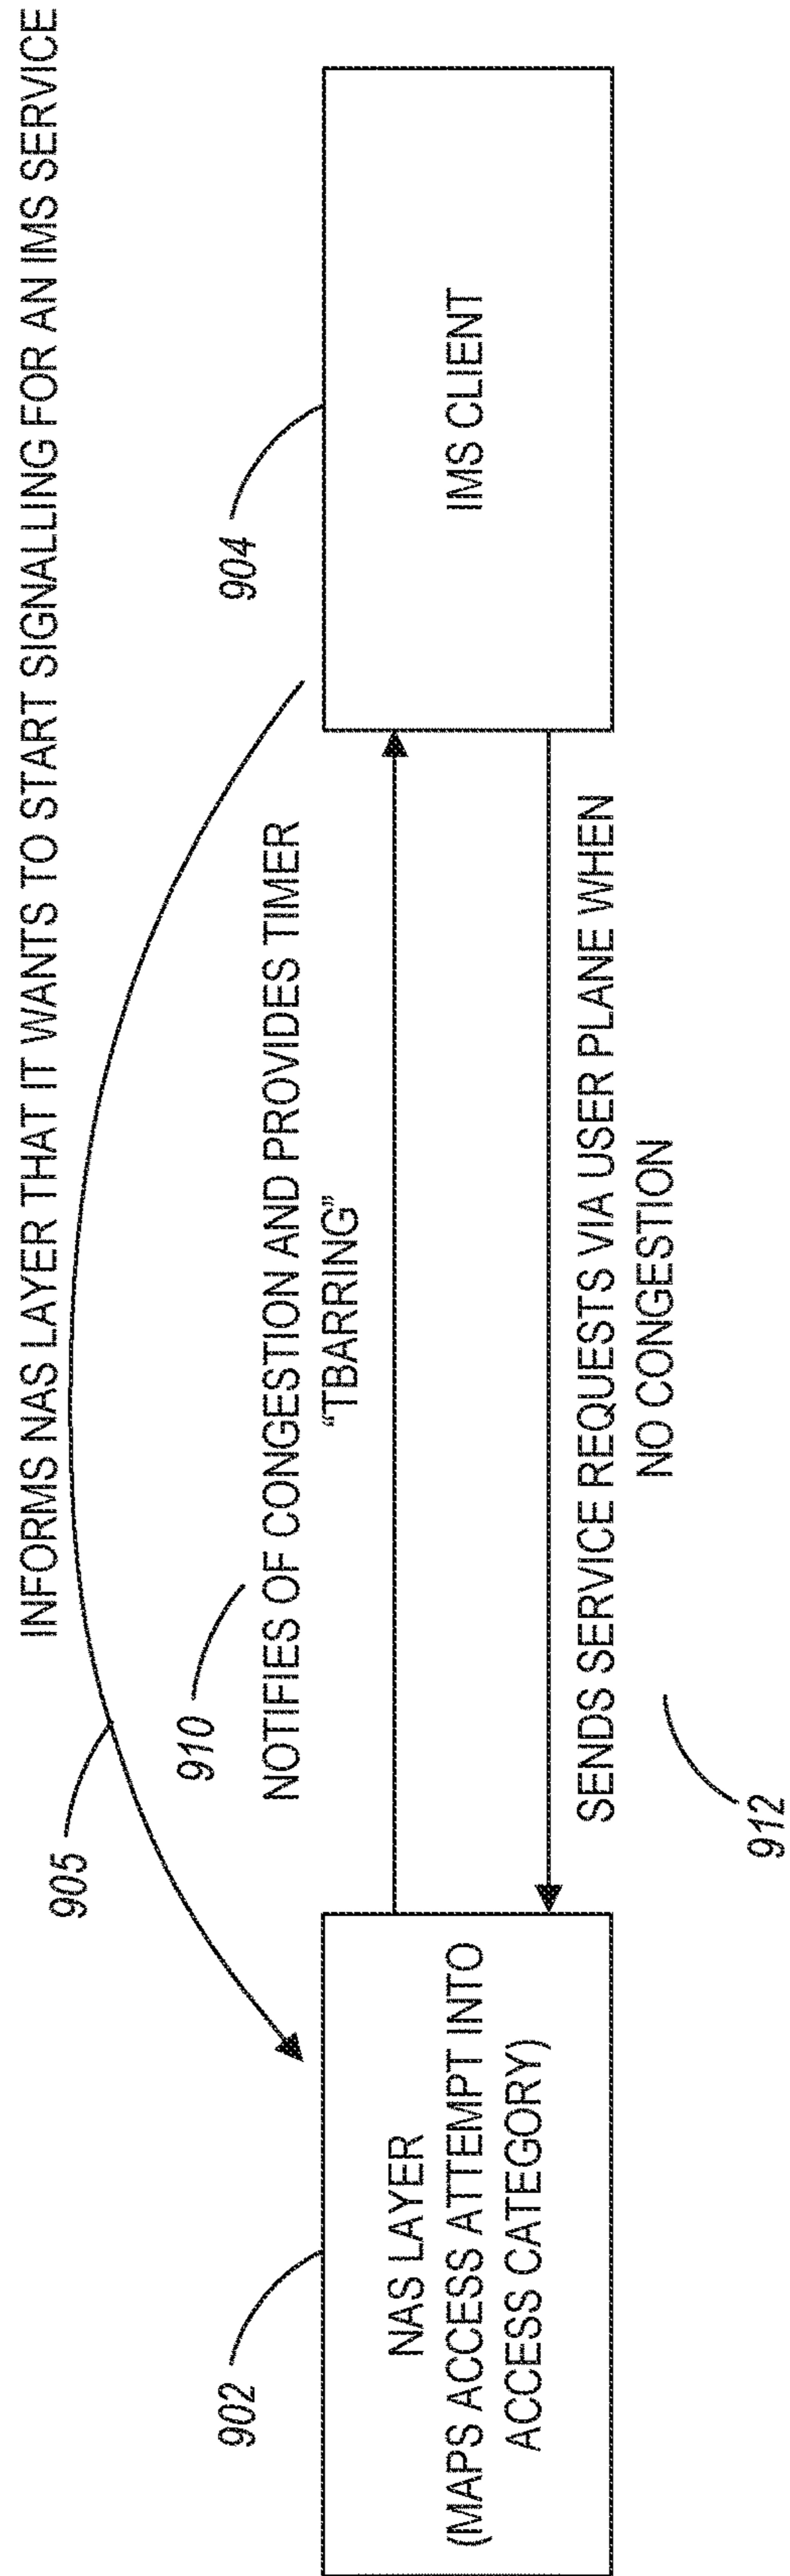 INFORMS NAS LAYER THAT IT WANTS TO START SIGNALLING FOR AN IMS SERVICE
905
904
910
NOTIFIES OF CONGESTION AND PROVIDES TIMER
“TBARRING”
902
NAS LAYER
(MAPS ACCESS ATTEMPT INTO
ACCESS CATEGORY)
IMS CLIENT
SENDS SERVICE REQUESTS VIA USER PLANE WHEN
NO CONGESTION
912